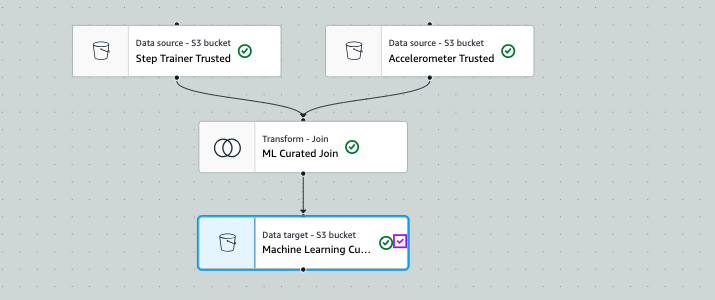 Data source - S3 bucket
Step Trainer Trusted
Data source - S3 bucket
Accelerometer Trusted
Transform - Join
ML Curated Join
Data target - S3 bucket
Machine Learning Cu...